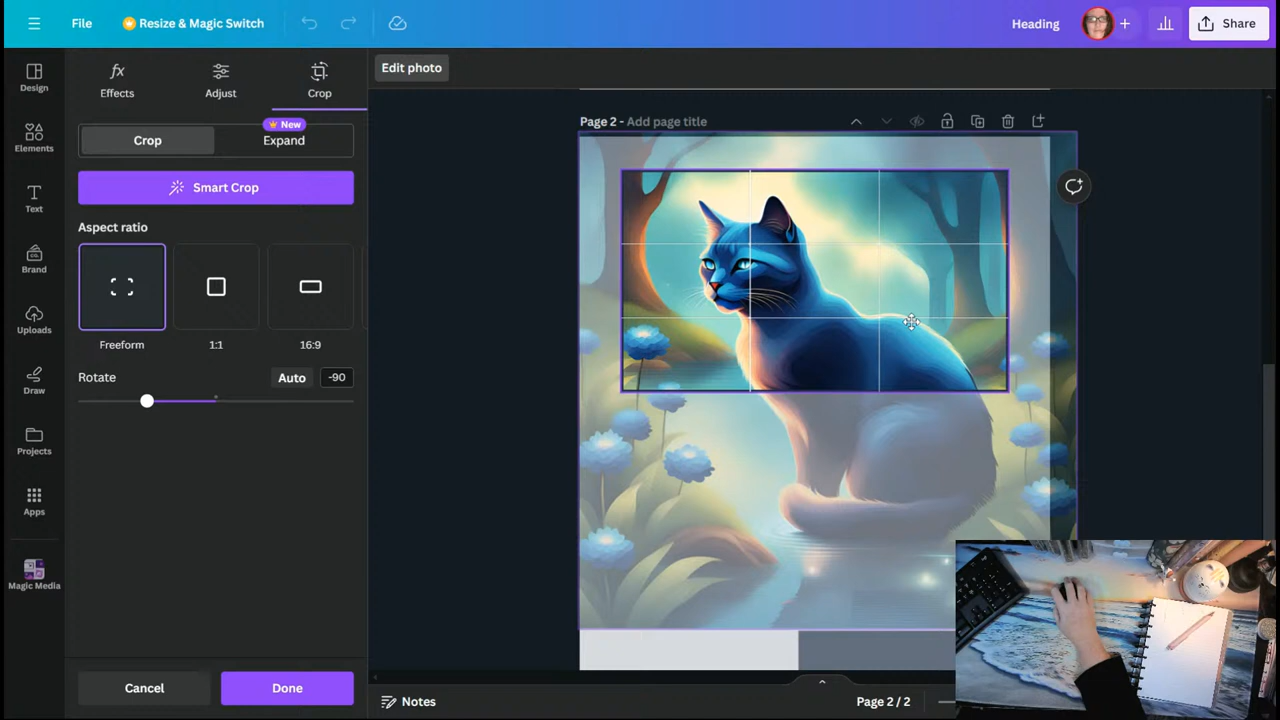 File
Resize & Magic Switch
Heading
Share
Design
Elements
Text
Brand
Uploads
Draw
Projects
Apps
Magic Media
Effects
Adjust
Crop
New
Crop
Expand
Smart Crop
Aspect ratio
Freeform
1:1
16:9
Rotate
Auto
-90
Cancel
Done
Edit photo
Page 2 - Add page title
Notes
Page 2 / 2